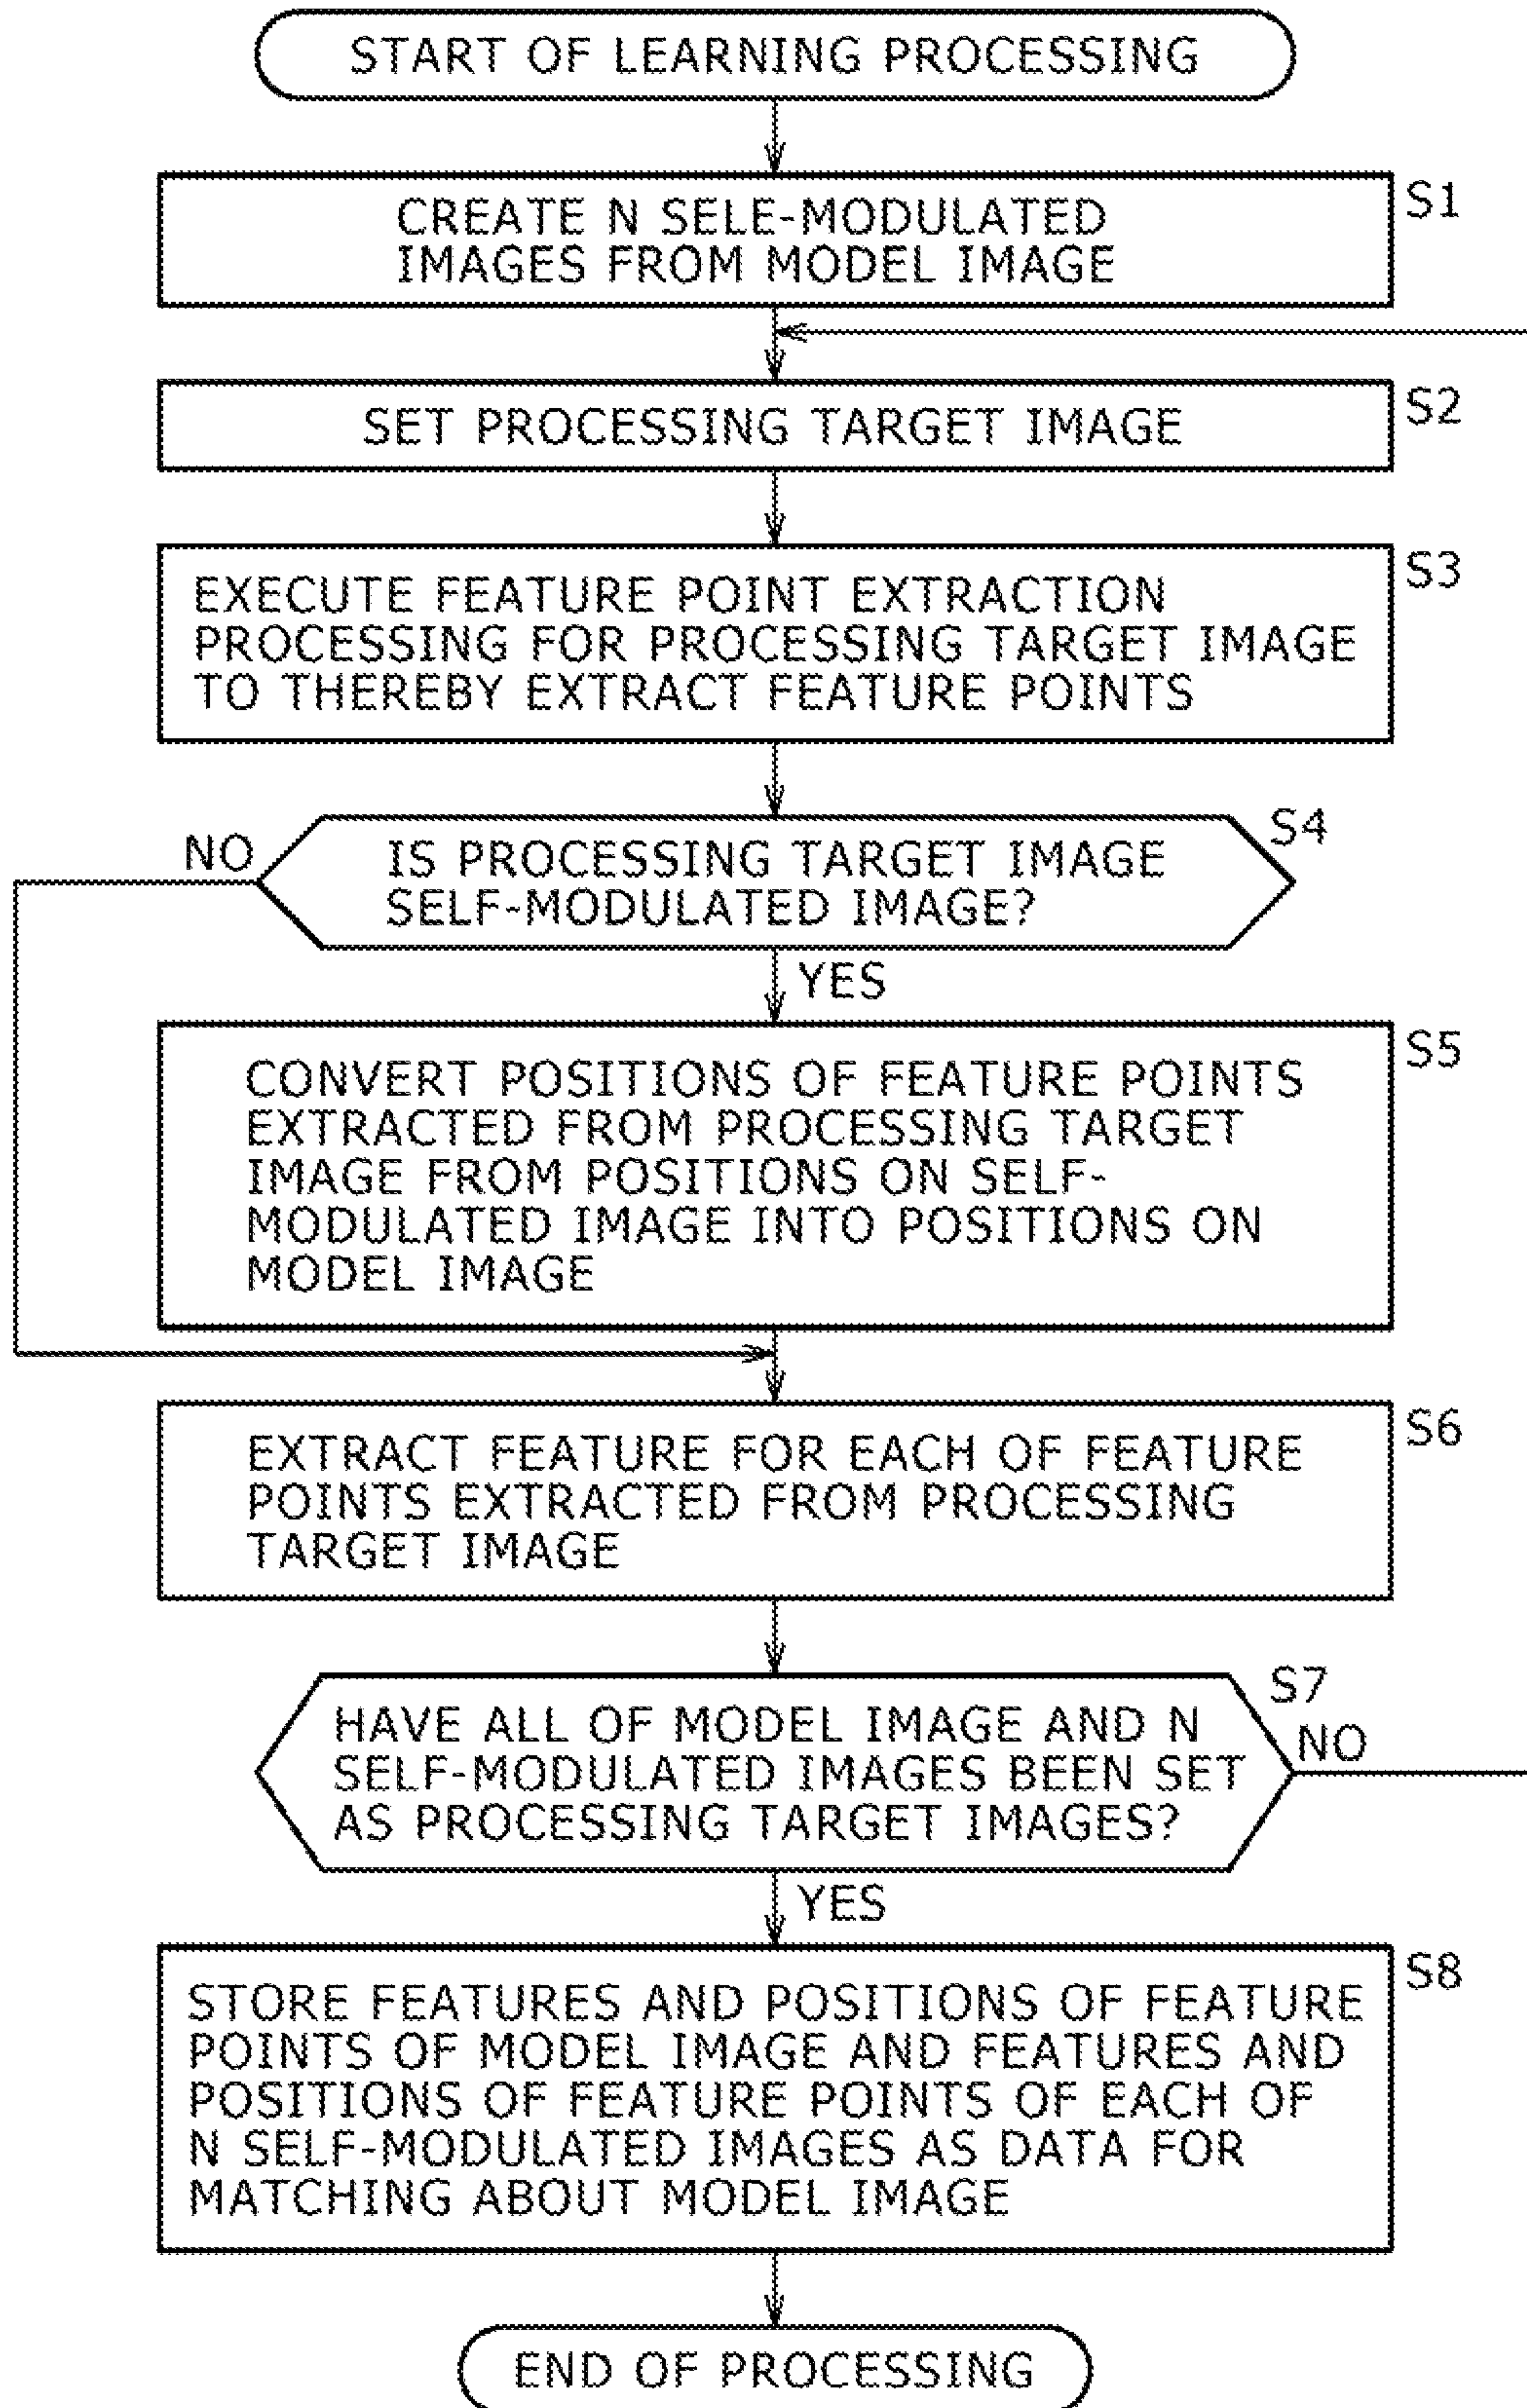 START OF LEARNING PROCESSING
CREATE N SELE-MODULATED
IMAGES FROM MODEL IMAGE
S1
SET PROCESSING TARGET IMAGE
S2
EXECUTE FEATURE POINT EXTRACTION
PROCESSING FOR PROCESSING TARGET IMAGE
TO THEREBY EXTRACT FEATURE POINTS
S3
NO
IS PROCESSING TARGET IMAGE
SELF-MODULATED IMAGE?
S4
YES
CONVERT POSITIONS OF FEATURE POINTS
EXTRACTED FROM PROCESSING TARGET
IMAGE FROM POSITIONS ON SELF-
MODULATED IMAGE INTO POSITIONS ON
MODEL IMAGE
S5
EXTRACT FEATURE FOR EACH OF FEATURE
POINTS EXTRACTED FROM PROCESSING
TARGET IMAGE
S6
HAVE ALL OF MODEL IMAGE AND N
SELF-MODULATED IMAGES BEEN SET
AS PROCESSING TARGET IMAGES?
S7
NO
YES
STORE FEATURES AND POSITIONS OF FEATURE
POINTS OF MODEL IMAGE AND FEATURES AND
POSITIONS OF FEATURE POINTS OF EACH OF
N SELF-MODULATED IMAGES AS DATA FOR
MATCHING ABOUT MODEL IMAGE
S8
END OF PROCESSING